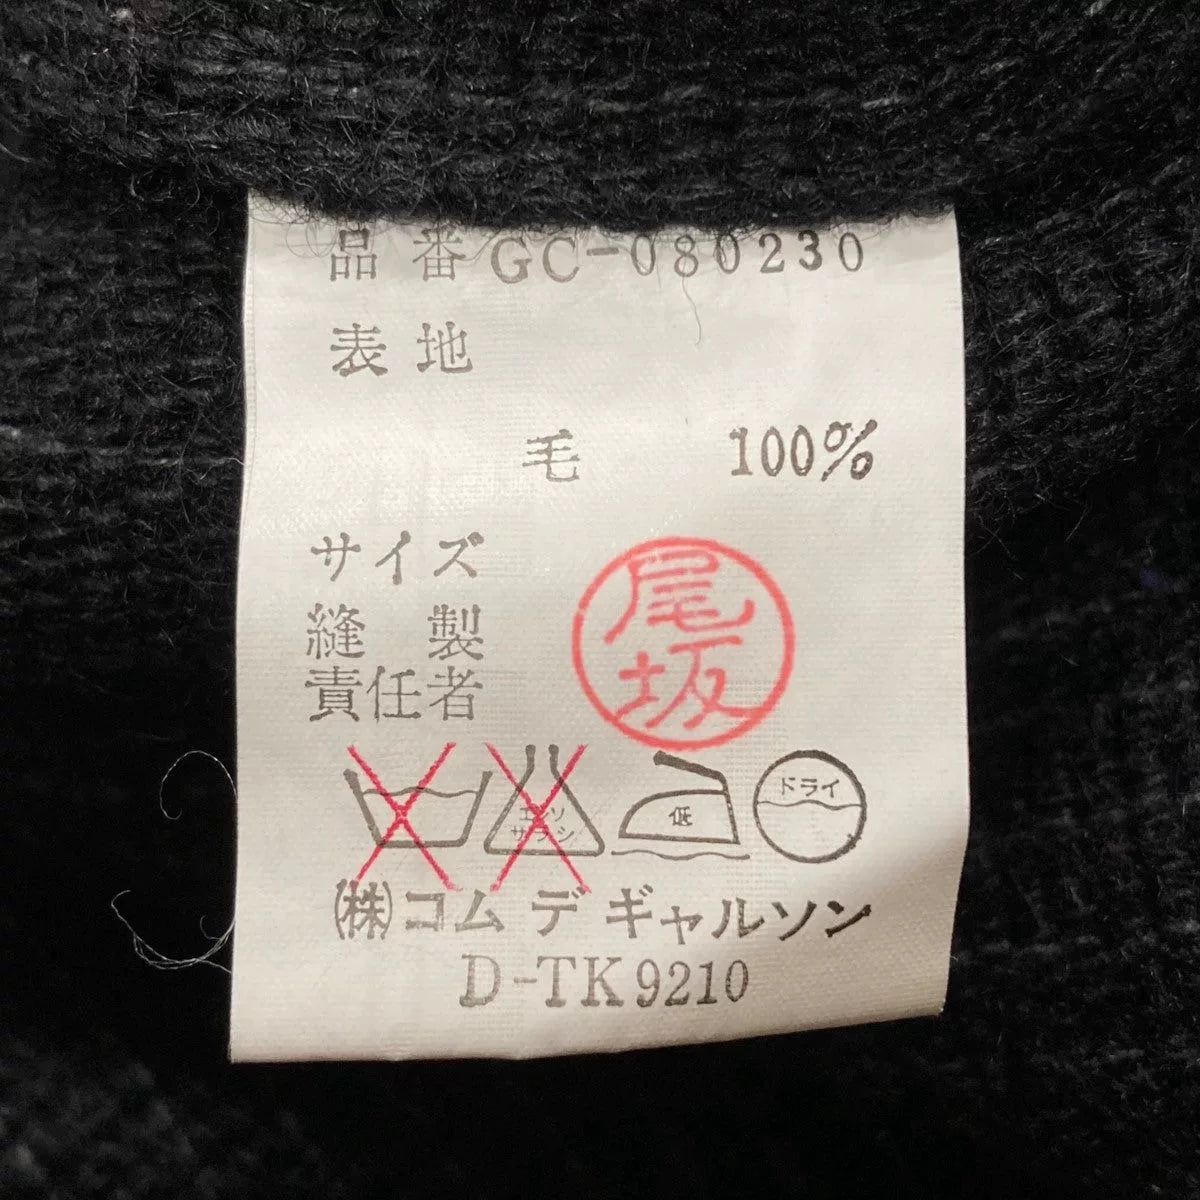 品番 GC-080230
表地
毛 100%
サイズ
縫製
責任者
尾坂
エンソ
サラシ
低
ドライ
(株)コム デ ギャルソン
D-TK9210